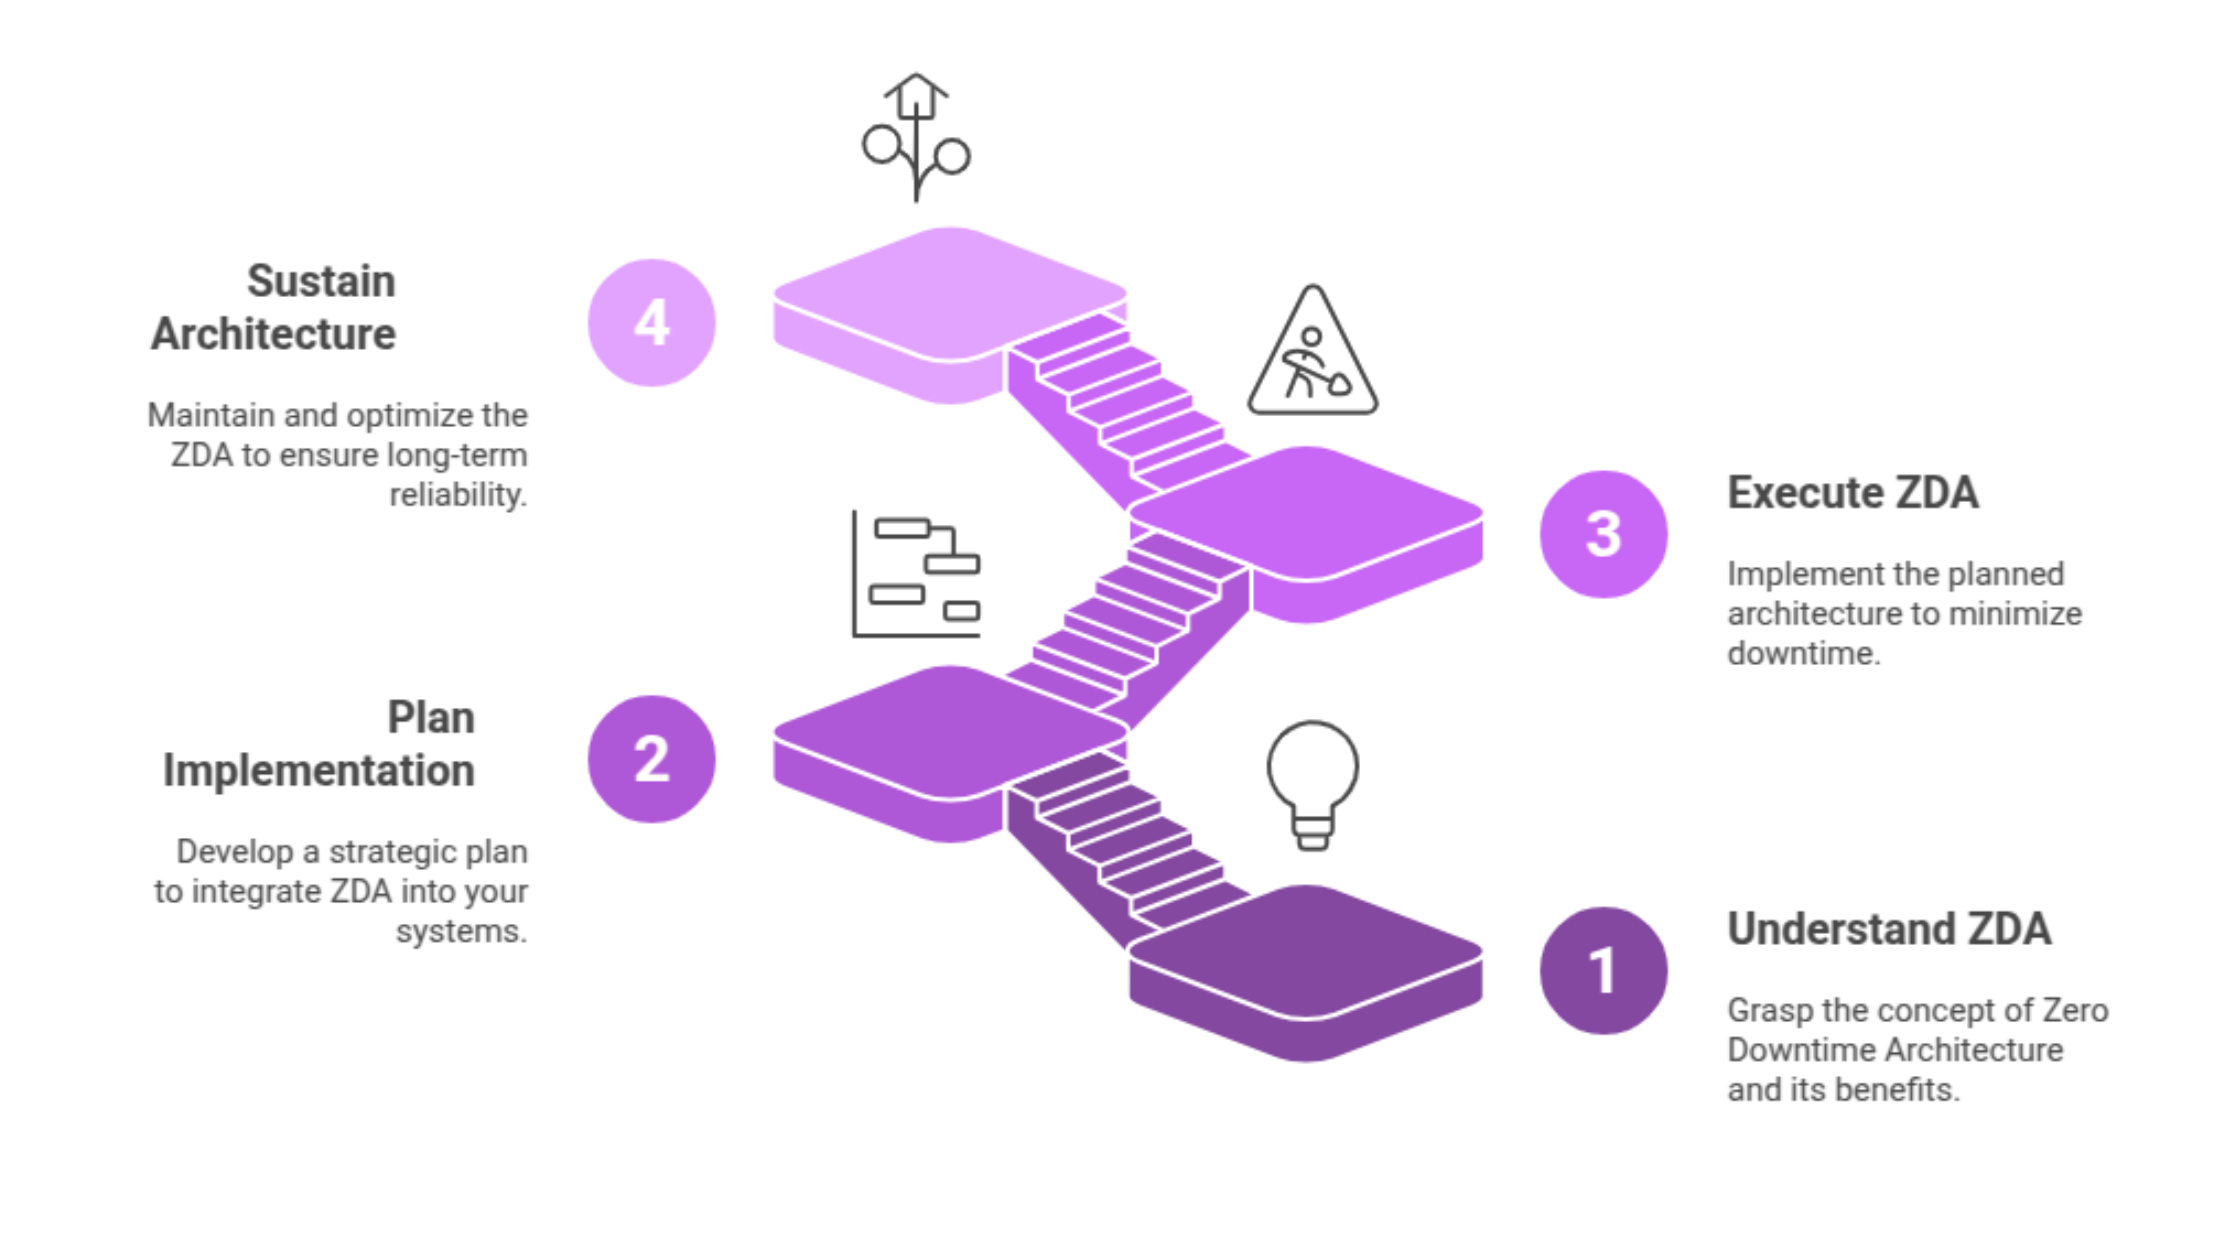 Sustain
Architecture
4
Maintain and optimize the
ZDA to ensure long-term
reliability.
3
Execute ZDA
Implement the planned
architecture to minimize
downtime.
Plan
Implementation
2
Develop a strategic plan
to integrate ZDA into your
systems.
1
Understand ZDA
Grasp the concept of Zero
Downtime Architecture
and its benefits.